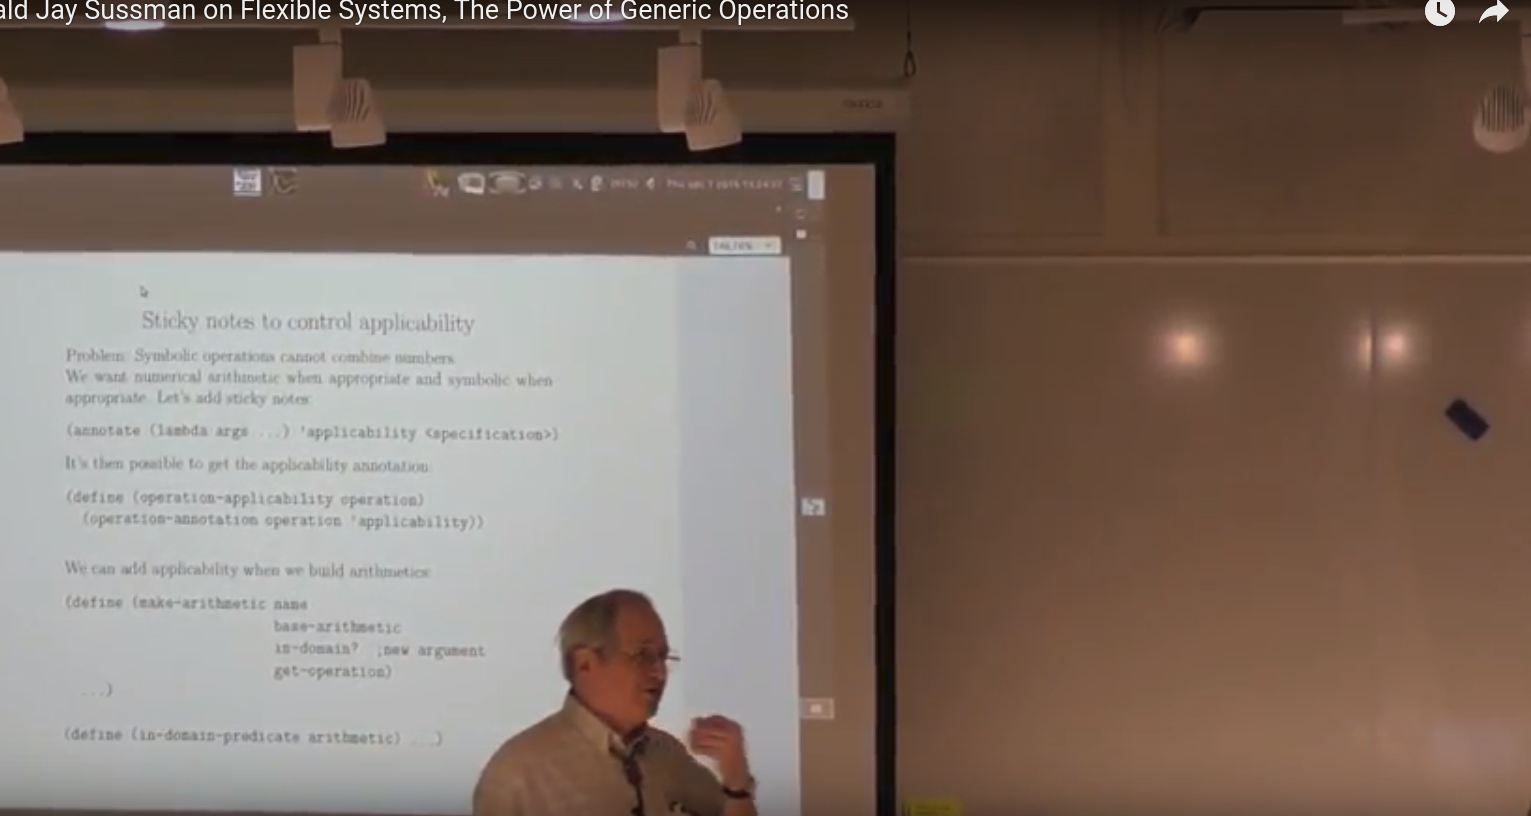 ald Jay Sussman on Flexible Systems, The Power of Generic Operations
Sticky notes to control applicability
Problem: Symbolic operations cannot combine numbers.
We want numerical arithmetic when appropriate and symbolic when
appropriate. Let's add sticky notes:
(annotate (lambda args ...) 'applicability <specification>)
It's then possible to get the applicability annotation:
(define (operation-applicability operation)
(operation-annotation operation 'applicability))
We can add applicability when we build arithmetics:
(define (make-arithmetic name
base-arithmetic
in-domain? ;new argument
get-operation)
...)
(define (in-domain-predicate arithmetic) ...)